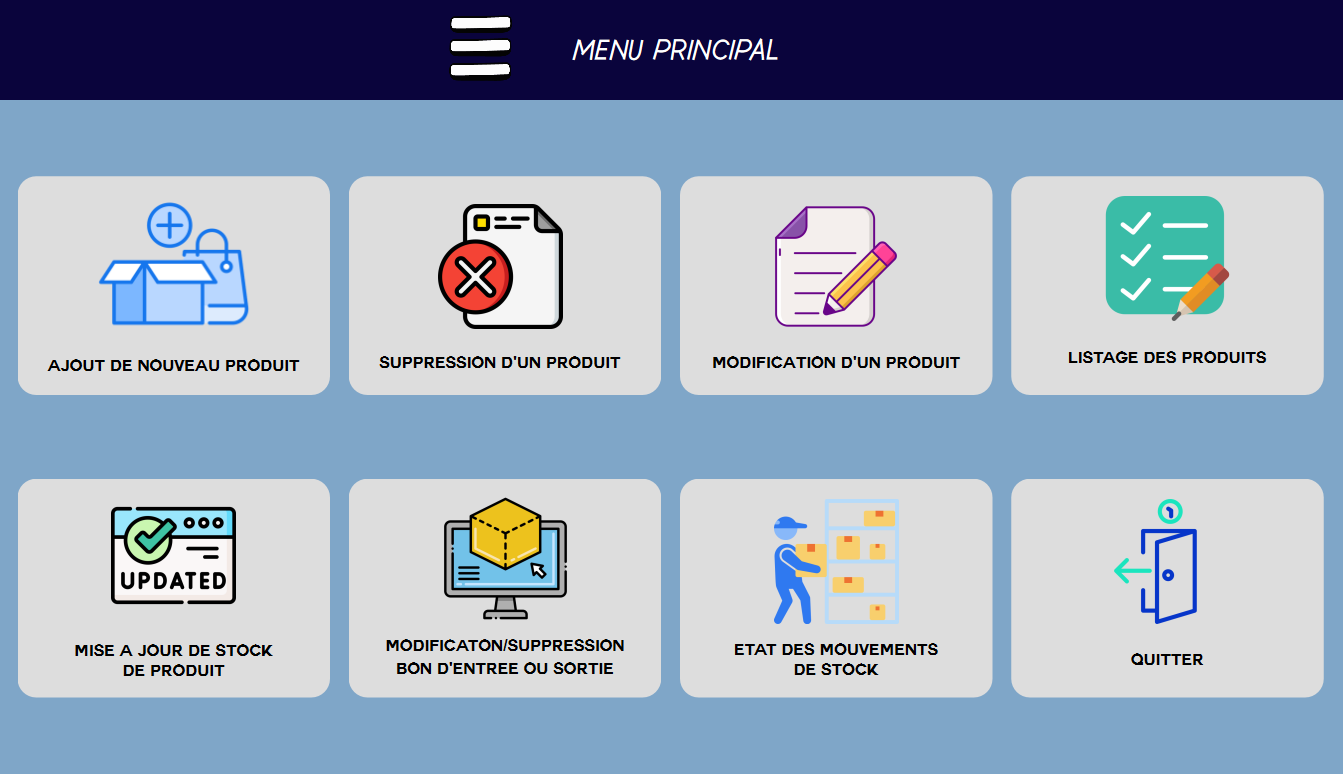 MENU PRINCIPAL
AJOUT DE NOUVEAU PRODUIT
SUPPRESSION D'UN PRODUIT
MODIFICATION D'UN PRODUIT
LISTAGE DES PRODUITS
UPDATED
MISE A JOUR DE STOCK
DE PRODUIT
MODIFICATON/SUPPRESSION
BON D'ENTREE OU SORTIE
ETAT DES MOUVEMENTS
DE STOCK
QUITTER